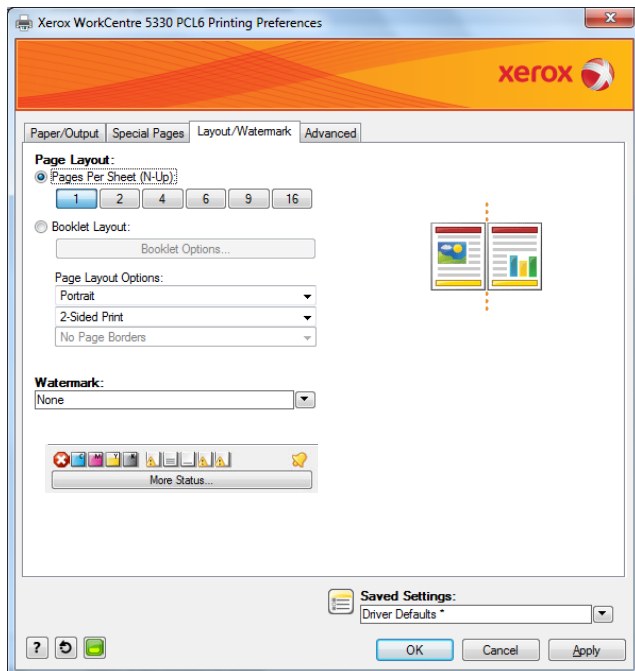 Xerox WorkCentre 5330 PCL6 Printing Preferences
xerox
Paper/Output Special Pages Layout/Watermark Advanced
Page Layout:
Pages Per Sheet (N-Up):
1 2 4 6 9 16
Booklet Layout:
Booklet Options...
Page Layout Options:
Portrait
2-Sided Print
No Page Borders
Watermark:
None
C M Y K
More Status...
Saved Settings:
Driver Defaults *
?
OK Cancel Apply